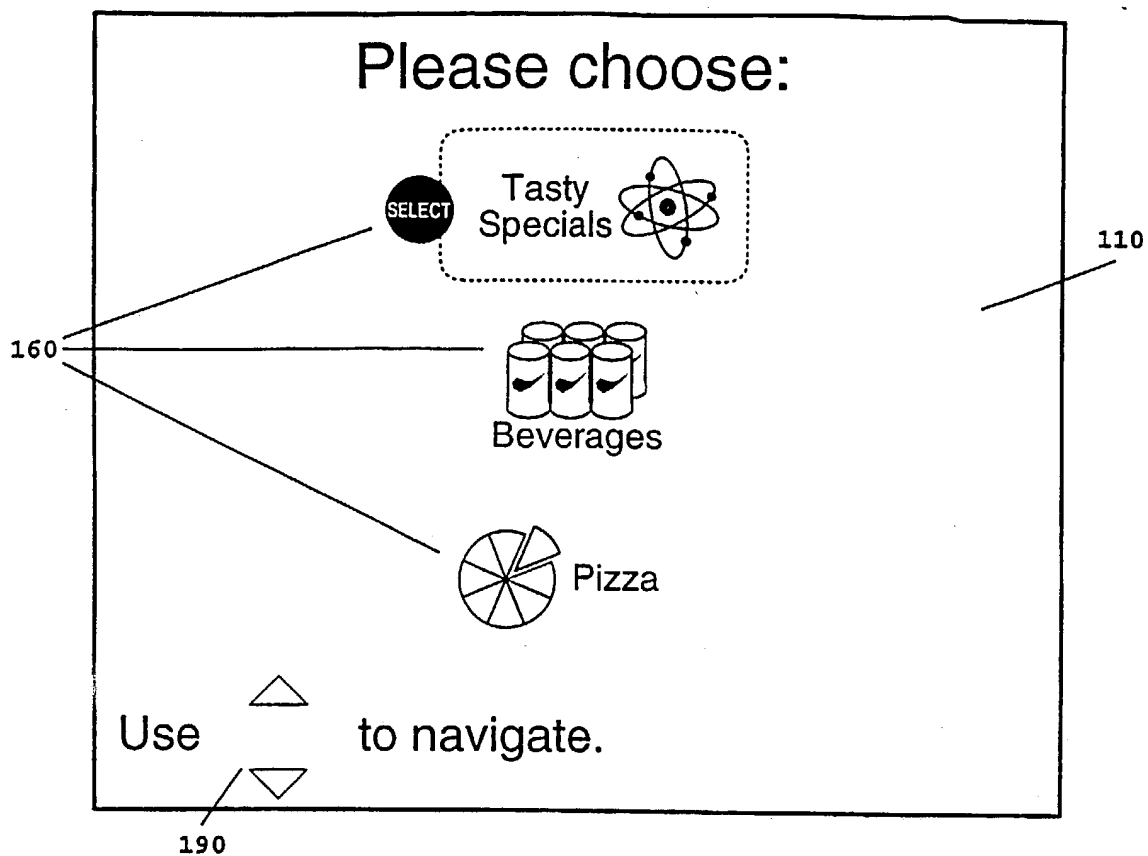 Please choose:
Tasty
SELECT
Specials
110
160
Beverages
Pizza
Use to navigate.
190